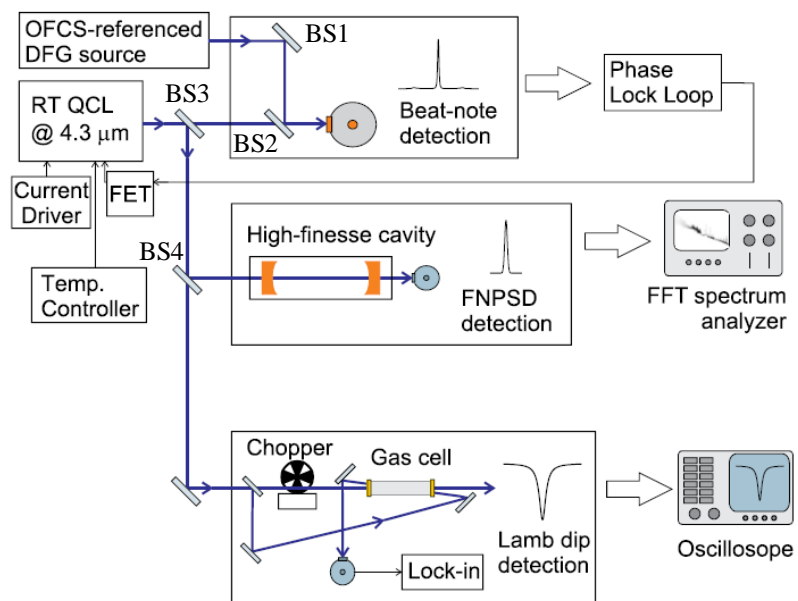 OFCS-referenced
DFG source
BS1
BS3
RT QCL
@ 4.3 μm
BS2
Beat-note
detection
Phase
Lock Loop
Current
Driver
FET
BS4
High-finesse cavity
Temp.
Controller
FNPSD
detection
FFT spectrum
analyzer
Chopper
Gas cell
Lamb dip
detection
Lock-in
Oscillosope